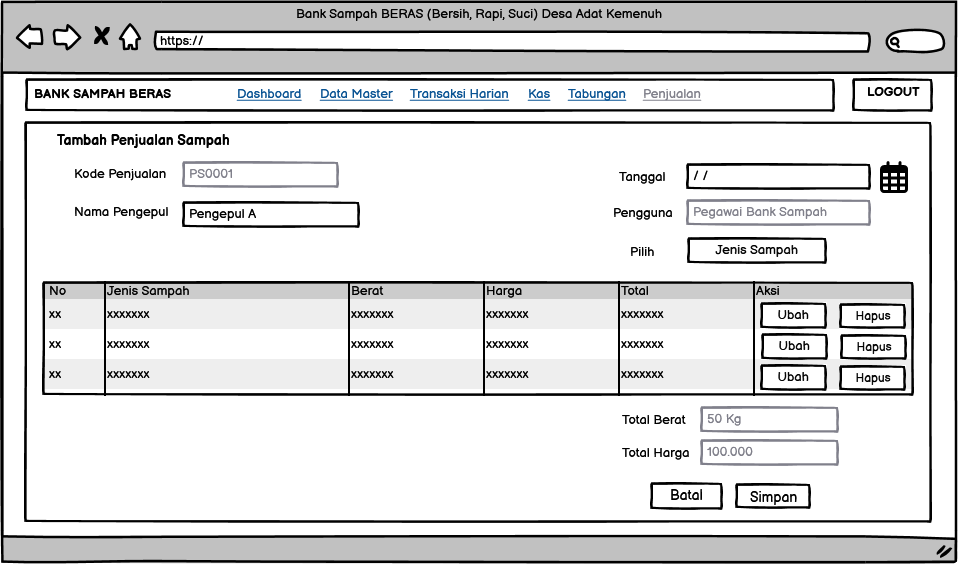 Bank Sampah BERAS (Bersih, Rapi, Suci) Desa Adat Kemenuh
https://
BANK SAMPAH BERAS Dashboard Data Master Transaksi Harian Kas Tabungan Penjualan LOGOUT
Tambah Penjualan Sampah
Kode Penjualan PS0001 Tanggal / /
Nama Pengepul Pengepul A Pengguna Pegawai Bank Sampah
Pilih Jenis Sampah
No Jenis Sampah Berat Harga Total Aksi
xx xxxxxxx xxxxxxx xxxxxxx xxxxxxx Ubah Hapus
xx xxxxxxx xxxxxxx xxxxxxx xxxxxxx Ubah Hapus
xx xxxxxxx xxxxxxx xxxxxxx xxxxxxx Ubah Hapus
Total Berat 50 Kg
Total Harga 100.000
Batal Simpan